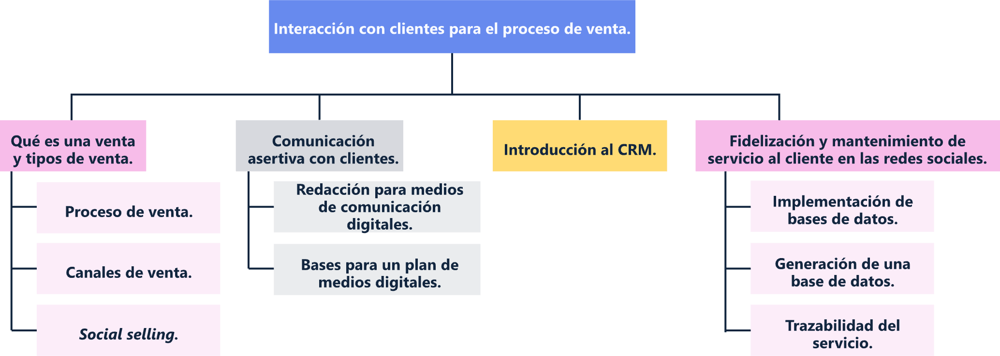 Interacción con clientes para el proceso de venta.
Qué es una venta
y tipos de venta.
Proceso de venta.
Canales de venta.
Social selling.
Comunicación
asertiva con clientes.
Redacción para medios
de comunicación
digitales.
Bases para un plan de
medios digitales.
Introducción al CRM.
Fidelización y mantenimiento de
servicio al cliente en las redes sociales.
Implementación de
bases de datos.
Generación de una
base de datos.
Trazabilidad del
servicio.